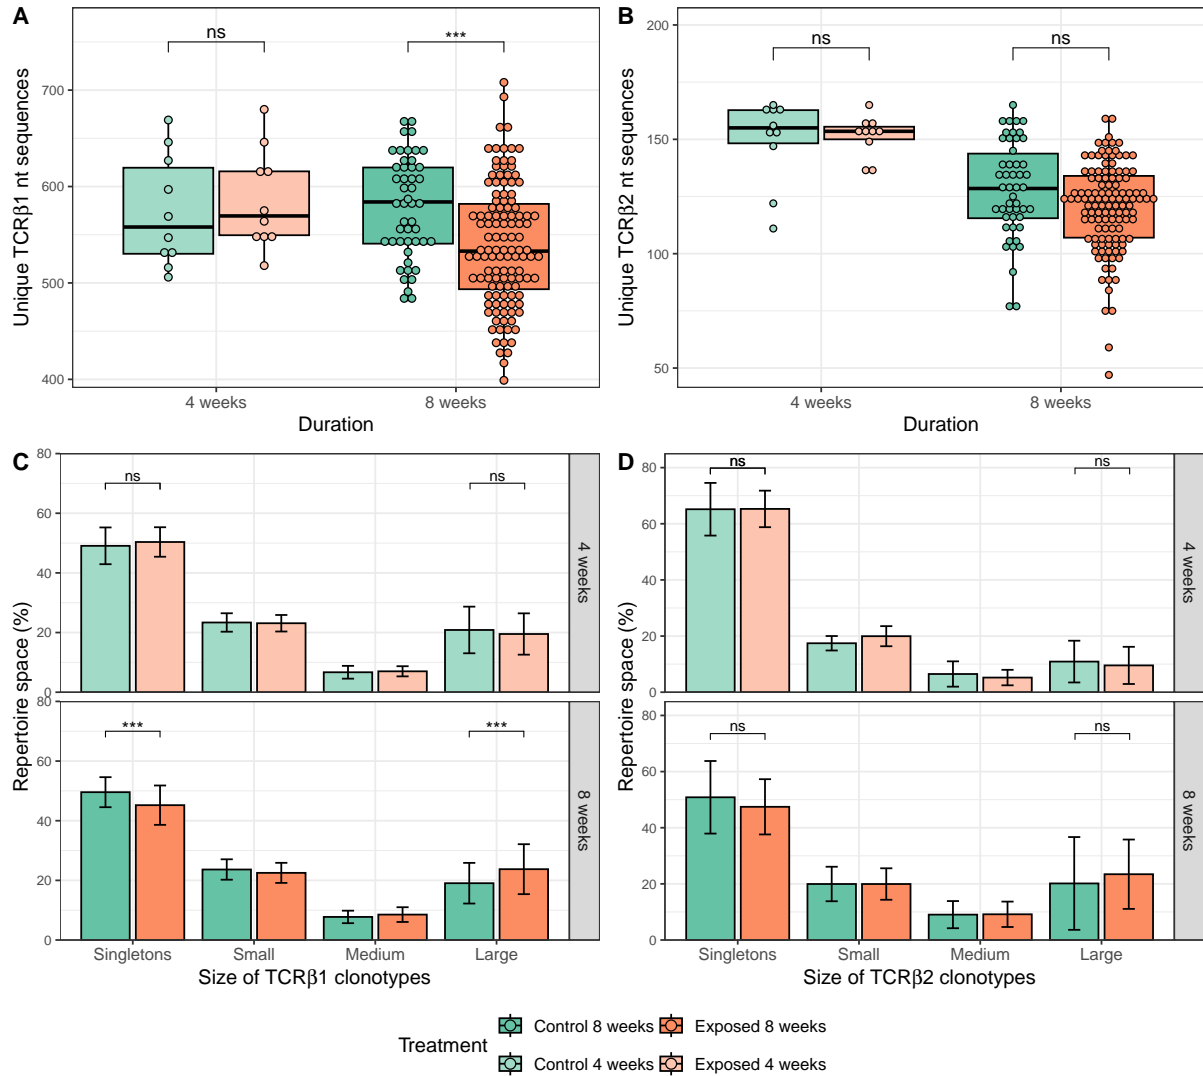 A
ns
***
Unique TCRβ1 nt sequences
700
600
500
400
4 weeks
8 weeks
Duration
B
ns
ns
Unique TCRβ2 nt sequences
200
150
100
50
4 weeks
8 weeks
Duration
C
Repertoire space (%)
80
60
40
20
0
ns
ns
4 weeks
80
60
40
20
0
***
***
8 weeks
Singletons
Small
Medium
Large
Size of TCRβ1 clonotypes
D
Repertoire space (%)
80
60
40
20
0
ns
ns
4 weeks
80
60
40
20
0
ns
ns
8 weeks
Singletons
Small
Medium
Large
Size of TCRβ2 clonotypes
Treatment
Control 8 weeks
Exposed 8 weeks
Control 4 weeks
Exposed 4 weeks